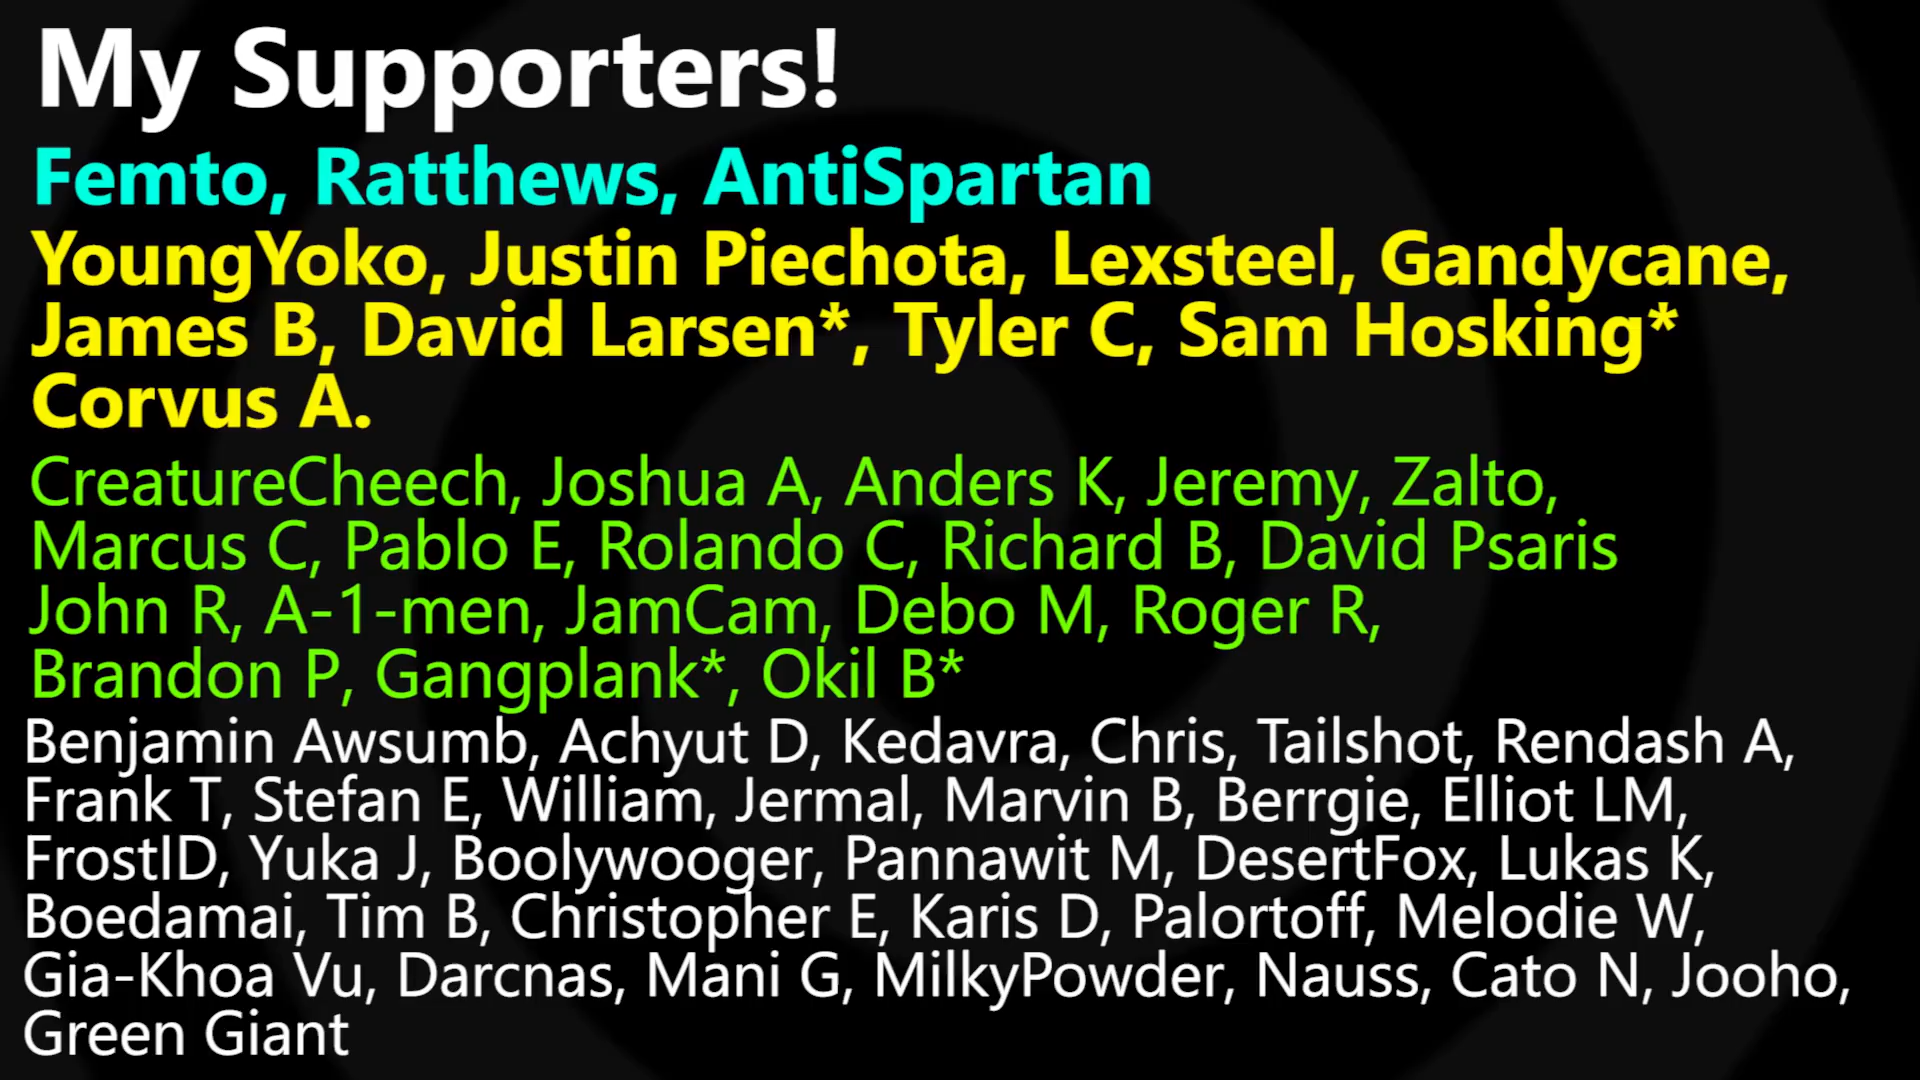 My Supporters!
Femto, Ratthews, AntiSpartan
YoungYoko, Justin Piechota, Lexsteel, Gandycane,
James B, David Larsen*, Tyler C, Sam Hosking*
Corvus A.
CreatureCheech, Joshua A, Anders K, Jeremy, Zalto,
Marcus C, Pablo E, Rolando C, Richard B, David Psaris
John R, A-1-men, JamCam, Debo M, Roger R,
Brandon P, Gangplank*, Okil B*
Benjamin Awsumb, Achyut D, Kedavra, Chris, Tailshot, Rendash A,
Frank T, Stefan E, William, Jermal, Marvin B, Berrgie, Elliot LM,
FrostID, Yuka J, Boolywooger, Pannawit M, DesertFox, Lukas K,
Boedamai, Tim B, Christopher E, Karis D, Palortoff, Melodie W,
Gia-Khoa Vu, Darcnas, Mani G, MilkyPowder, Nauss, Cato N, Jooho,
Green Giant